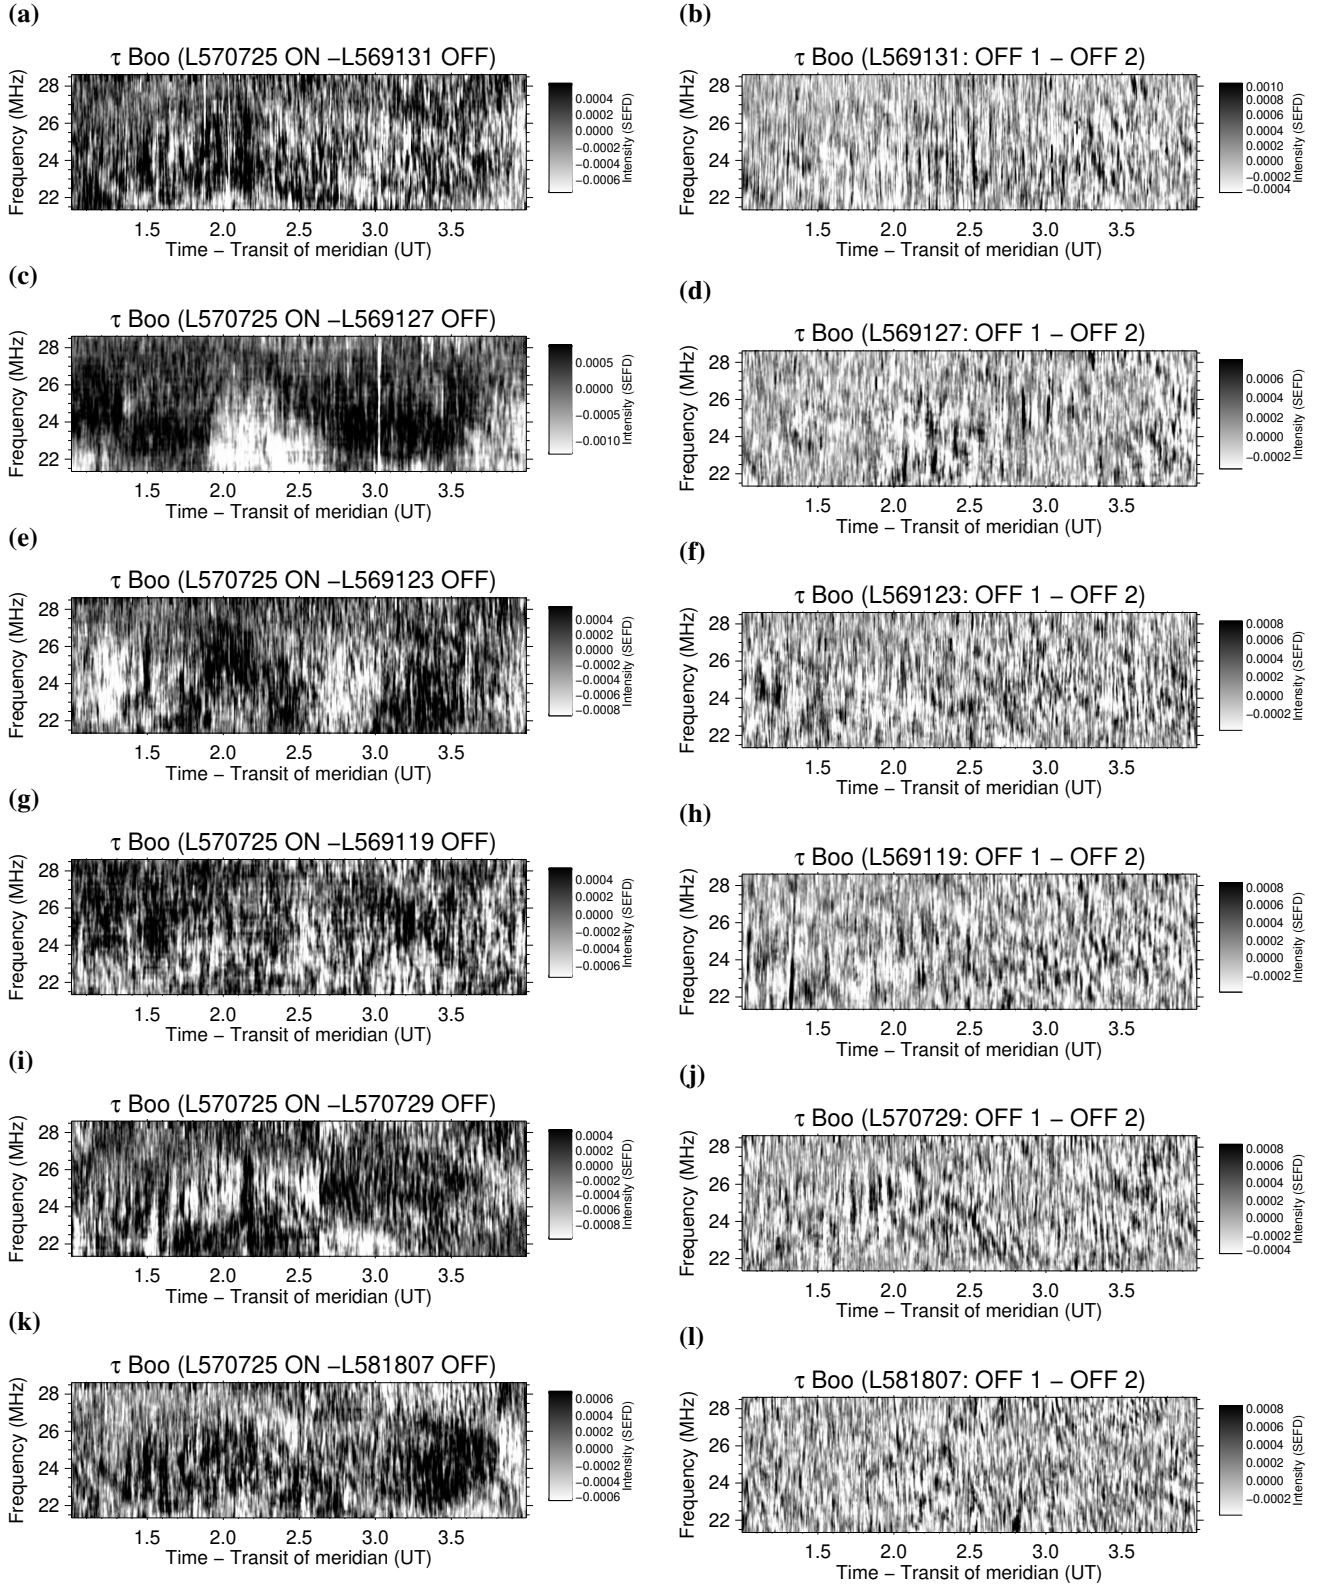 (a)
τ Boo (L570725 ON −L569131 OFF)
Frequency (MHz)
28
26
24
22
1.5 2.0 2.5 3.0 3.5
Time − Transit of meridian (UT)
0.0004
0.0002
0.0000
−0.0002
−0.0004
−0.0006
Intensity (SEFD)
(b)
τ Boo (L569131: OFF 1 − OFF 2)
Frequency (MHz)
28
26
24
22
1.5 2.0 2.5 3.0 3.5
Time − Transit of meridian (UT)
0.0010
0.0008
0.0006
0.0004
0.0002
0.0000
−0.0002
−0.0004
Intensity (SEFD)
(c)
τ Boo (L570725 ON −L569127 OFF)
Frequency (MHz)
28
26
24
22
1.5 2.0 2.5 3.0 3.5
Time − Transit of meridian (UT)
0.0005
0.0000
−0.0005
−0.0010
Intensity (SEFD)
(d)
τ Boo (L569127: OFF 1 − OFF 2)
Frequency (MHz)
28
26
24
22
1.5 2.0 2.5 3.0 3.5
Time − Transit of meridian (UT)
0.0006
0.0004
0.0002
0.0000
−0.0002
Intensity (SEFD)
(e)
τ Boo (L570725 ON −L569123 OFF)
Frequency (MHz)
28
26
24
22
1.5 2.0 2.5 3.0 3.5
Time − Transit of meridian (UT)
0.0004
0.0002
0.0000
−0.0002
−0.0004
−0.0006
−0.0008
Intensity (SEFD)
(f)
τ Boo (L569123: OFF 1 − OFF 2)
Frequency (MHz)
28
26
24
22
1.5 2.0 2.5 3.0 3.5
Time − Transit of meridian (UT)
0.0008
0.0006
0.0004
0.0002
0.0000
−0.0002
Intensity (SEFD)
(g)
τ Boo (L570725 ON −L569119 OFF)
Frequency (MHz)
28
26
24
22
1.5 2.0 2.5 3.0 3.5
Time − Transit of meridian (UT)
0.0004
0.0002
0.0000
−0.0002
−0.0004
−0.0006
Intensity (SEFD)
(h)
τ Boo (L569119: OFF 1 − OFF 2)
Frequency (MHz)
28
26
24
22
1.5 2.0 2.5 3.0 3.5
Time − Transit of meridian (UT)
0.0008
0.0006
0.0004
0.0002
0.0000
−0.0002
Intensity (SEFD)
(i)
τ Boo (L570725 ON −L570729 OFF)
Frequency (MHz)
28
26
24
22
1.5 2.0 2.5 3.0 3.5
Time − Transit of meridian (UT)
0.0004
0.0002
0.0000
−0.0002
−0.0004
−0.0006
−0.0008
Intensity (SEFD)
(j)
τ Boo (L570729: OFF 1 − OFF 2)
Frequency (MHz)
28
26
24
22
1.5 2.0 2.5 3.0 3.5
Time − Transit of meridian (UT)
0.0008
0.0006
0.0004
0.0002
0.0000
−0.0002
−0.0004
Intensity (SEFD)
(k)
τ Boo (L570725 ON −L581807 OFF)
Frequency (MHz)
28
26
24
22
1.5 2.0 2.5 3.0 3.5
Time − Transit of meridian (UT)
0.0006
0.0004
0.0002
0.0000
−0.0002
−0.0004
−0.0006
Intensity (SEFD)
(l)
τ Boo (L581807: OFF 1 − OFF 2)
Frequency (MHz)
28
26
24
22
1.5 2.0 2.5 3.0 3.5
Time − Transit of meridian (UT)
0.0008
0.0006
0.0004
0.0002
0.0000
−0.0002
Intensity (SEFD)